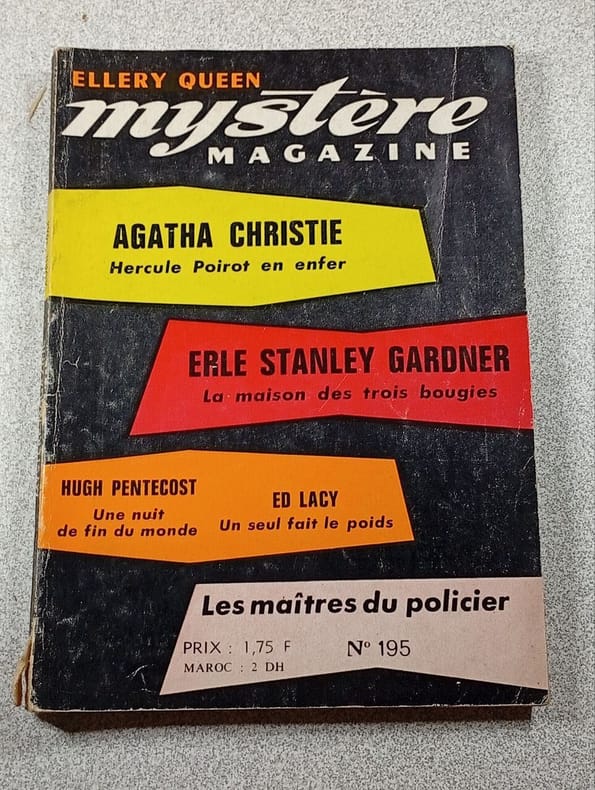 ELLERY QUEEN
mystère
MAGAZINE
AGATHA CHRISTIE
Hercule Poirot en enfer
ERLE STANLEY GARDNER
La maison des trois bougies
HUGH PENTECOST
Une nuit
de fin du monde
ED LACY
Un seul fait le poids
Les maîtres du policier
PRIX : 1,75 F Nº 195
MAROC : 2 DH